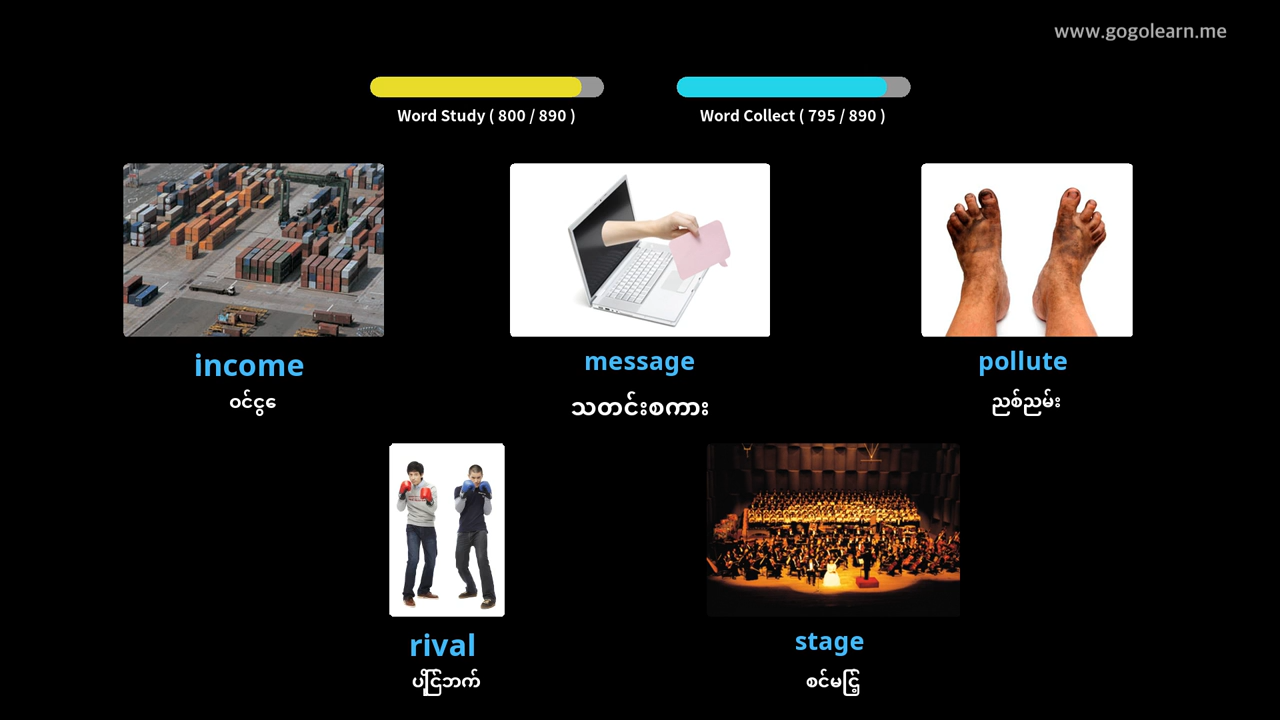 www.gogolearn.me
Word Study ( 800 / 890 )
Word Collect ( 795 / 890 )
income
message
pollute
ဝင်ငွေ
သတင်းစကား
ညစ်ညမ်း
rival
stage
ပြိုင်ဘက်
စင်မြင့်